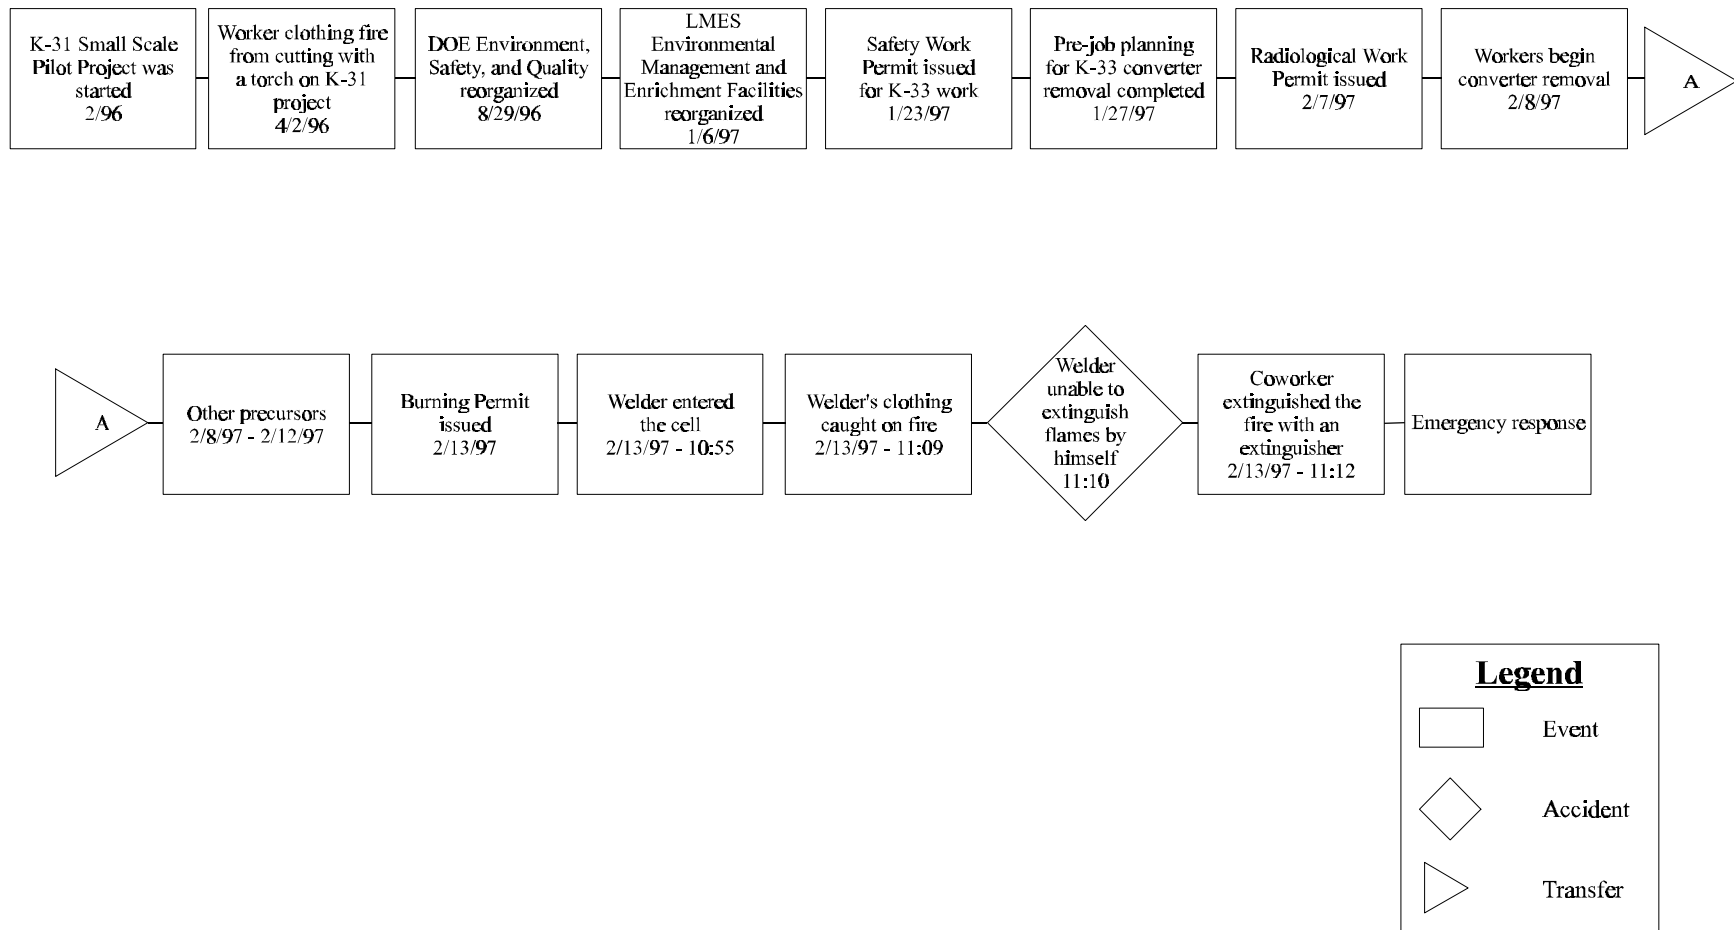 K-31 Small Scale
Pilot Project was
started
2/96
Worker clothing fire
from cutting with
a torch on K-31
project
4/2/96
DOE Environment,
Safety, and Quality
reorganized
8/29/96
LMES
Environmental
Management and
Enrichment Facilities
reorganized
1/6/97
Safety Work
Permit issued
for K-33 work
1/23/97
Pre-job planning
for K-33 converter
removal completed
1/27/97
Radiological Work
Permit issued
2/7/97
Workers begin
converter removal
2/8/97
A
A
Other precursors
2/8/97 - 2/12/97
Burning Permit
issued
2/13/97
Welder entered
the cell
2/13/97 - 10:55
Welder's clothing
caught on fire
2/13/97 - 11:09
Welder
unable to
extinguish
flames by
himself
11:10
Coworker
extinguished the
fire with an
extinguisher
2/13/97 - 11:12
Emergency response
Legend
Event
Accident
Transfer